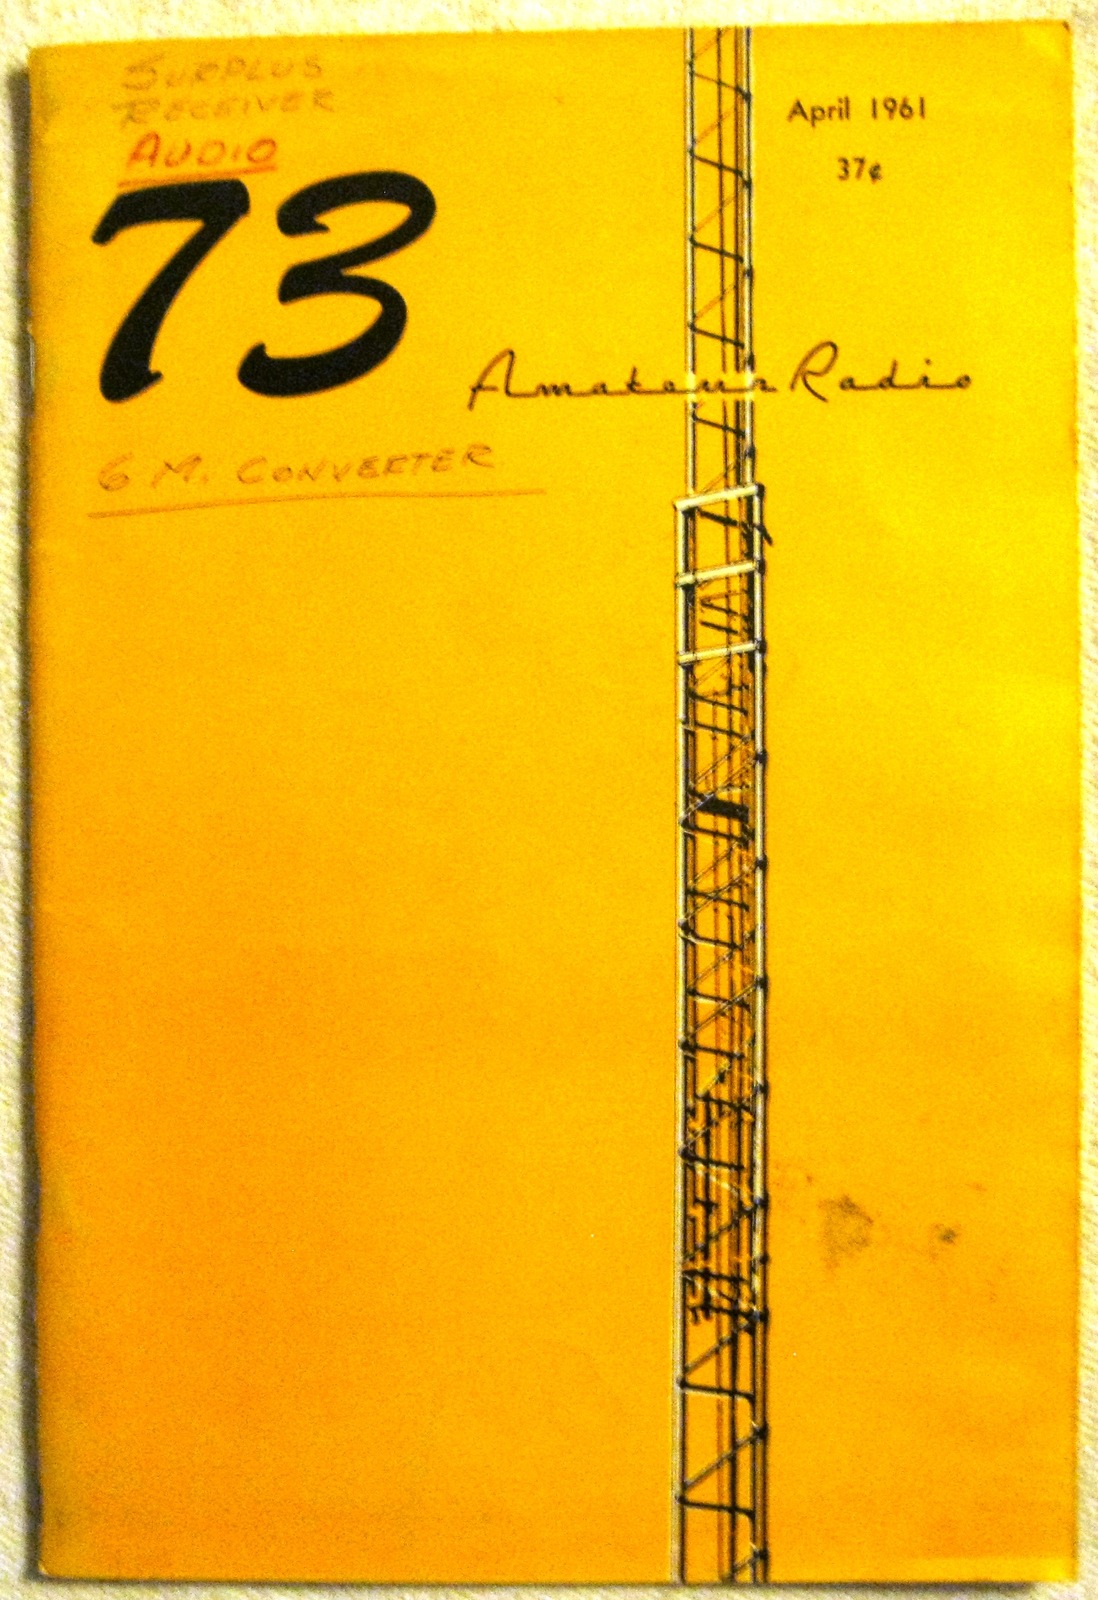 SURPLUS
RECEIVER
AUDIO
April 1961
37¢
73
Amateur Radio
6 M. CONVERTER